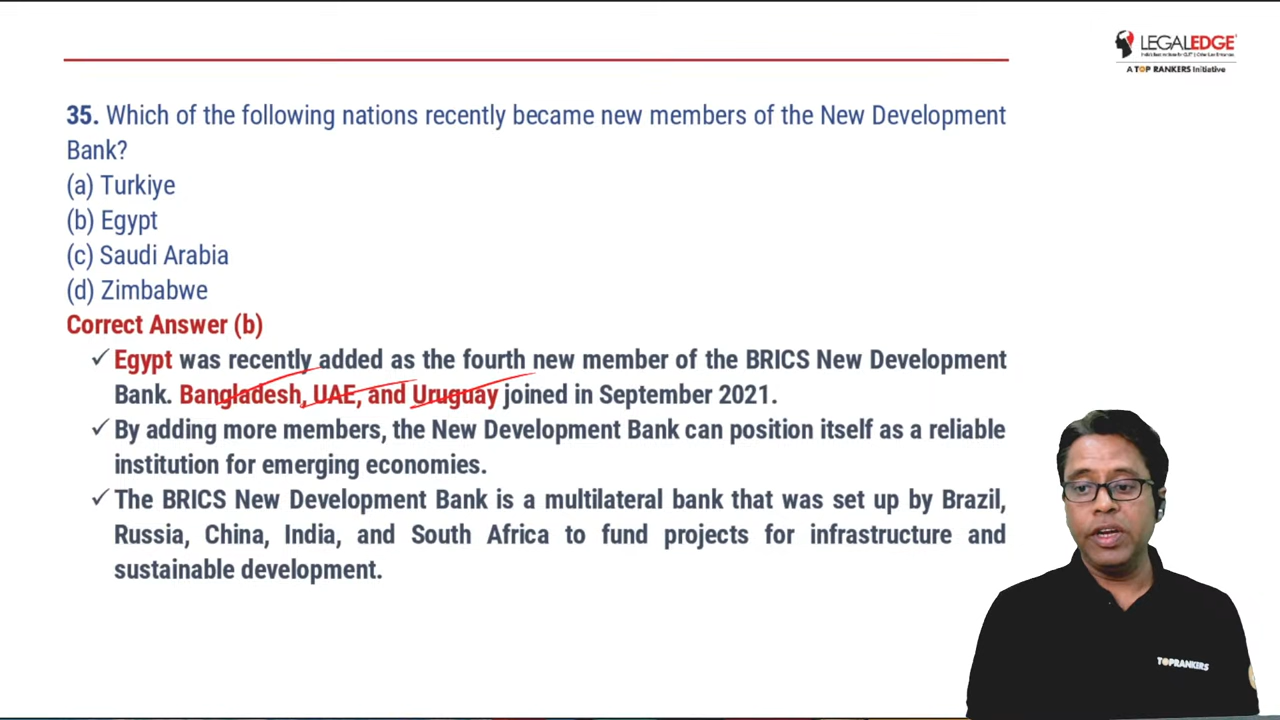 LEGALEDGE
A TOP RANKERS Initiative
35. Which of the following nations recently became new members of the New Development
Bank?
(a) Turkiye
(b) Egypt
(c) Saudi Arabia
(d) Zimbabwe
Correct Answer (b)
✓ Egypt was recently added as the fourth new member of the BRICS New Development
Bank. Bangladesh, UAE, and Uruguay joined in September 2021.
✓ By adding more members, the New Development Bank can position itself as a reliable
institution for emerging economies.
✓ The BRICS New Development Bank is a multilateral bank that was set up by Brazil,
Russia, China, India, and South Africa to fund projects for infrastructure and
sustainable development.
TOPRANKERS